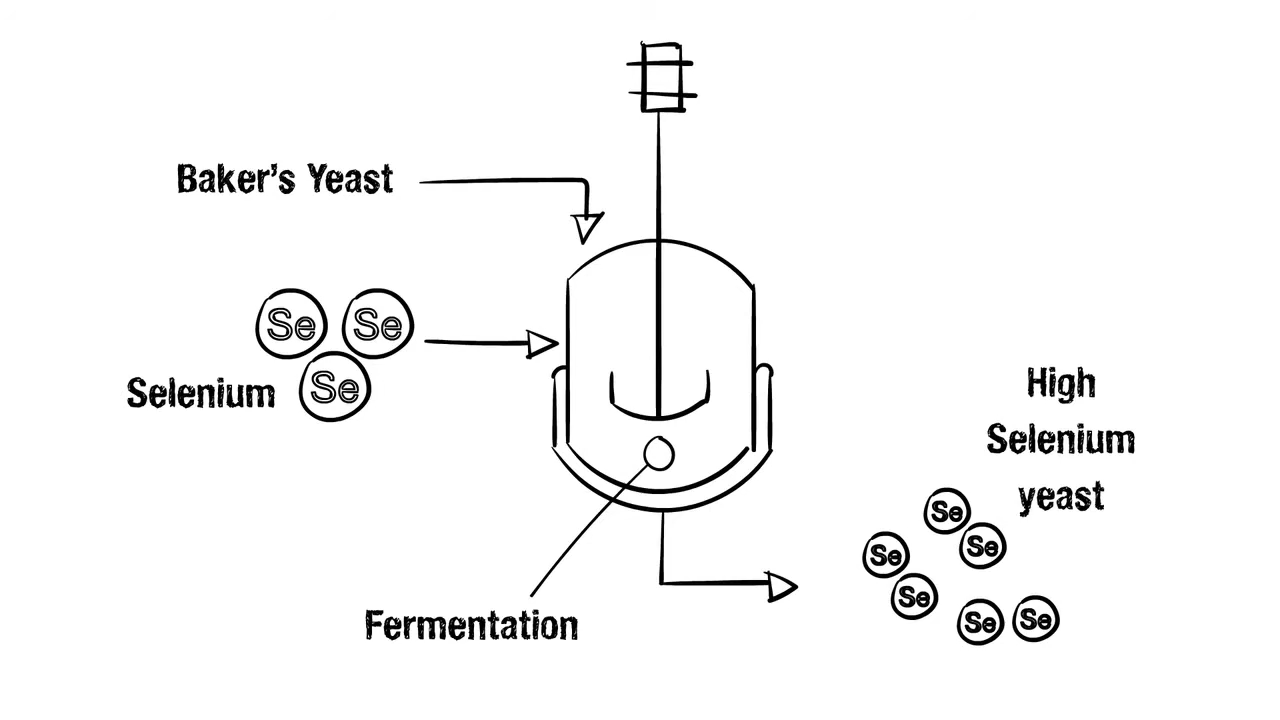 Baker's Yeast
Se Se
Se
Selenium
Fermentation
High
Selenium
yeast
Se
Se
Se
Se
Se
Se